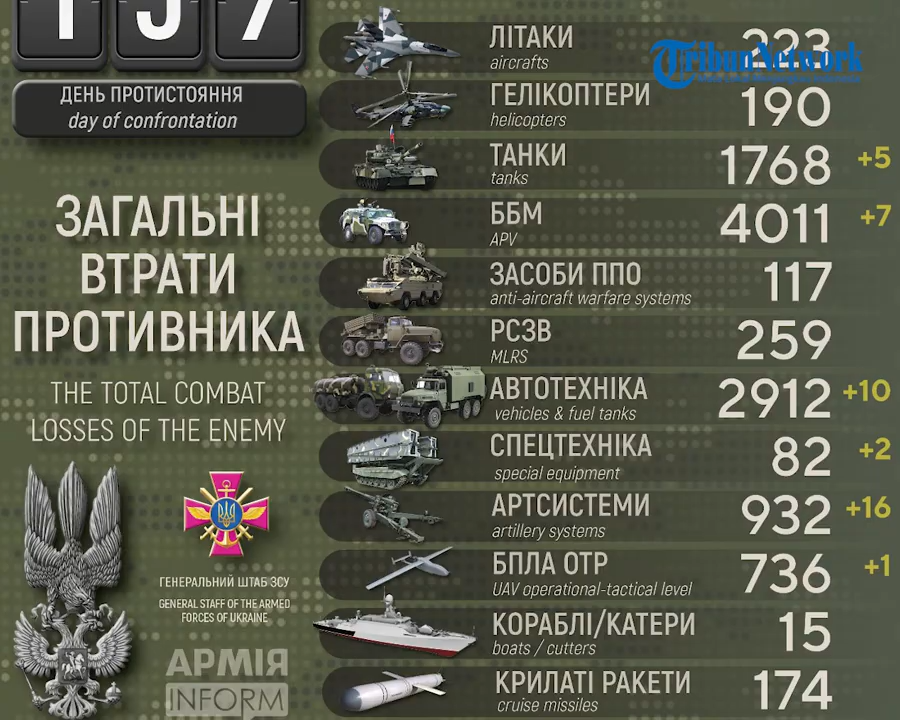 157
ДЕНЬ ПРОТИСТОЯННЯ
day of confrontation
ЗАГАЛЬНІ
ВТРАТИ
ПРОТИВНИКА
THE TOTAL COMBAT
LOSSES OF THE ENEMY
ГЕНЕРАЛЬНИЙ ШТАБ ЗСУ
GENERAL STAFF OF THE ARMED
FORCES OF UKRAINE
АРМІЯ
INFORM
TribunNetwork
ЛІТАКИ 223
aircrafts
ГЕЛІКОПТЕРИ 190
helicopters
ТАНКИ 1768 +5
tanks
ББМ 4011 +7
APV
ЗАСОБИ ППО 117
anti-aircraft warfare systems
РСЗВ 259
MLRS
АВТОТЕХНІКА 2912 +10
vehicles & fuel tanks
СПЕЦТЕХНІКА 82 +2
special equipment
АРТСИСТЕМИ 932 +16
artillery systems
БПЛА ОТР 736 +1
UAV operational-tactical level
КОРАБЛІ/КАТЕРИ 15
boats / cutters
КРИЛАТІ РАКЕТИ 174
cruise missiles